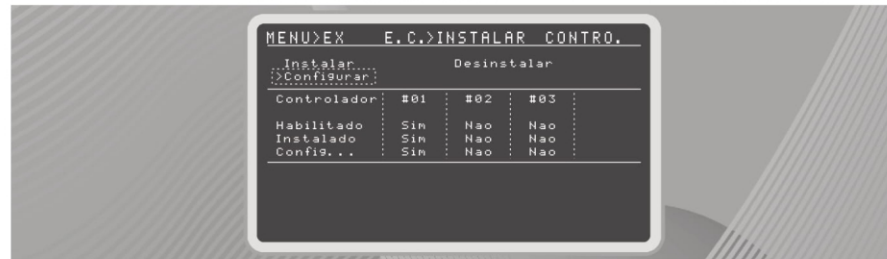 MENU>EX E.C.>INSTALAR CONTRO.
Instalar Desinstalar
>Configurar
Controlador #01 #02 #03
Habilitado Sim Nao Nao
Instalado Sim Nao Nao
Config... Sim Nao Nao